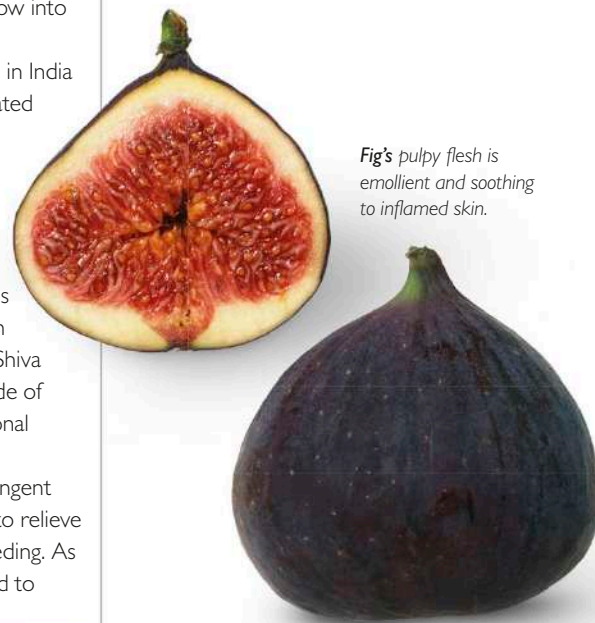 ow into
in India
ated
s
n
Shiva
de of
onal
ngent
to relieve
eding. As
d to
Fig's pulpy flesh is
emollient and soothing
to inflamed skin.